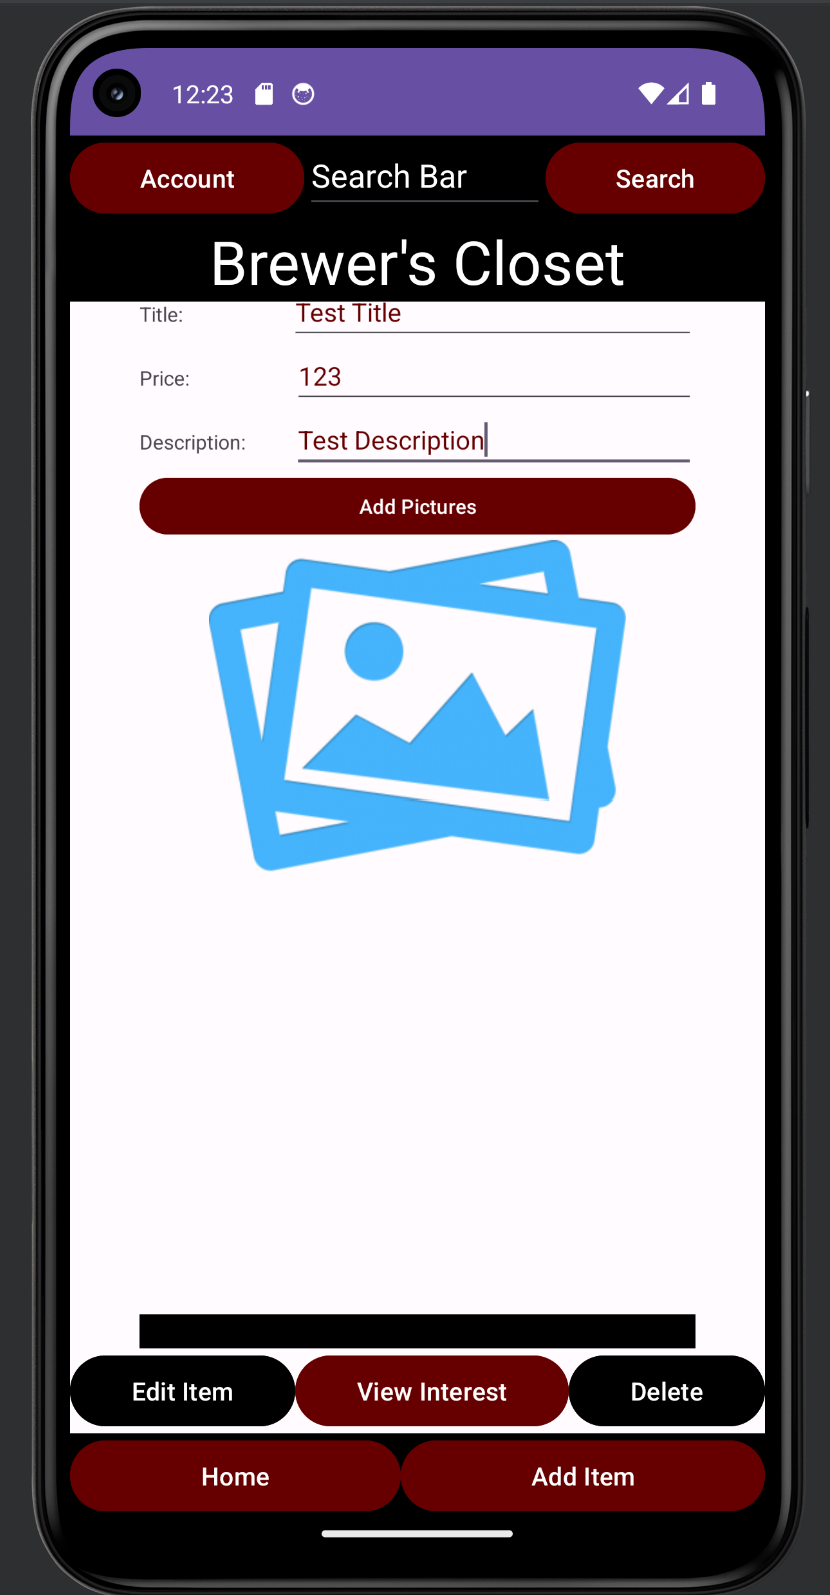 12:23
Account Search Bar Search
Brewer's Closet
Title: Test Title
Price: 123
Description: Test Description
Add Pictures
Edit Item View Interest Delete
Home Add Item